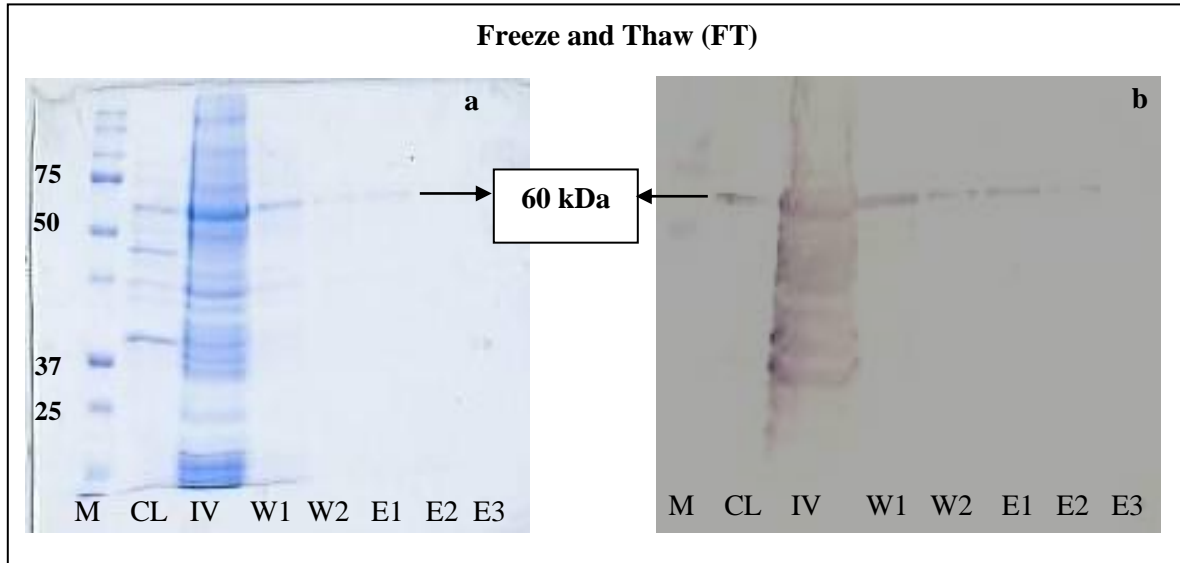 Freeze and Thaw (FT)
a
75
50
37
25
M CL IV W1 W2 E1 E2 E3
60 kDa
b
M CL IV W1 W2 E1 E2 E3